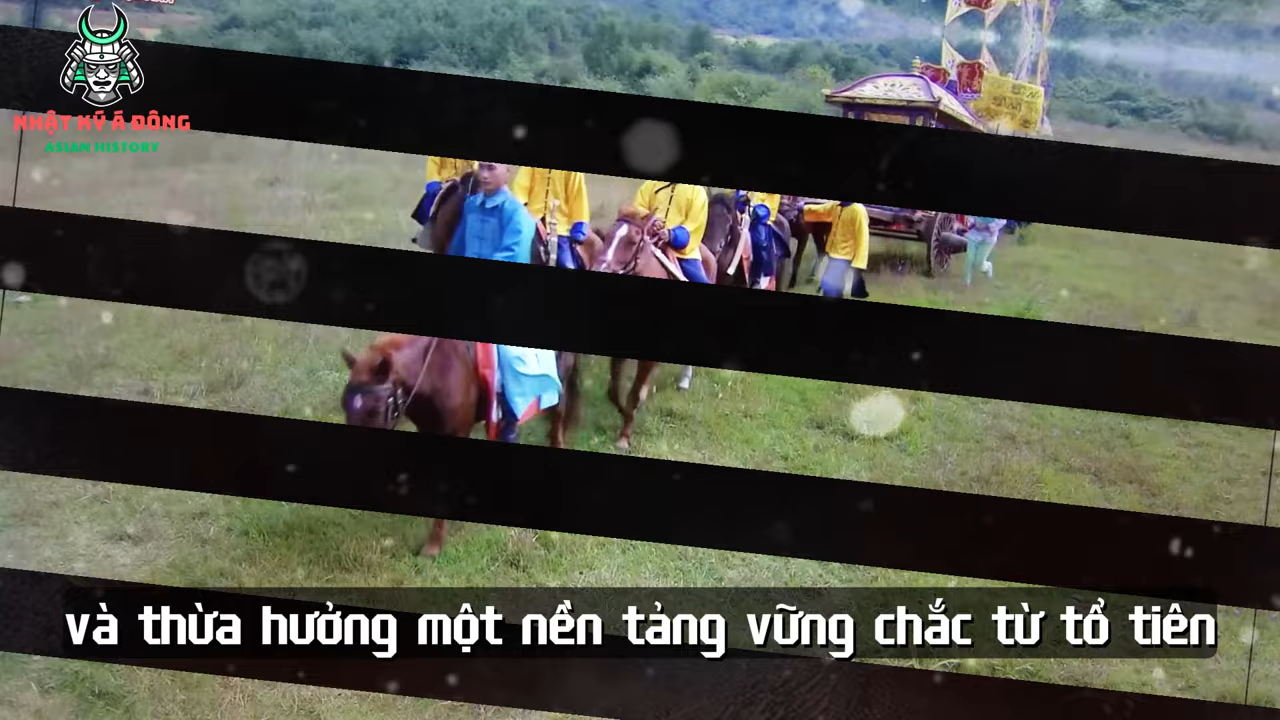 NHẬT KÝ Á ĐÔNG
ASIAN HISTORY
và thừa hưởng một nền tảng vững chắc từ tổ tiên